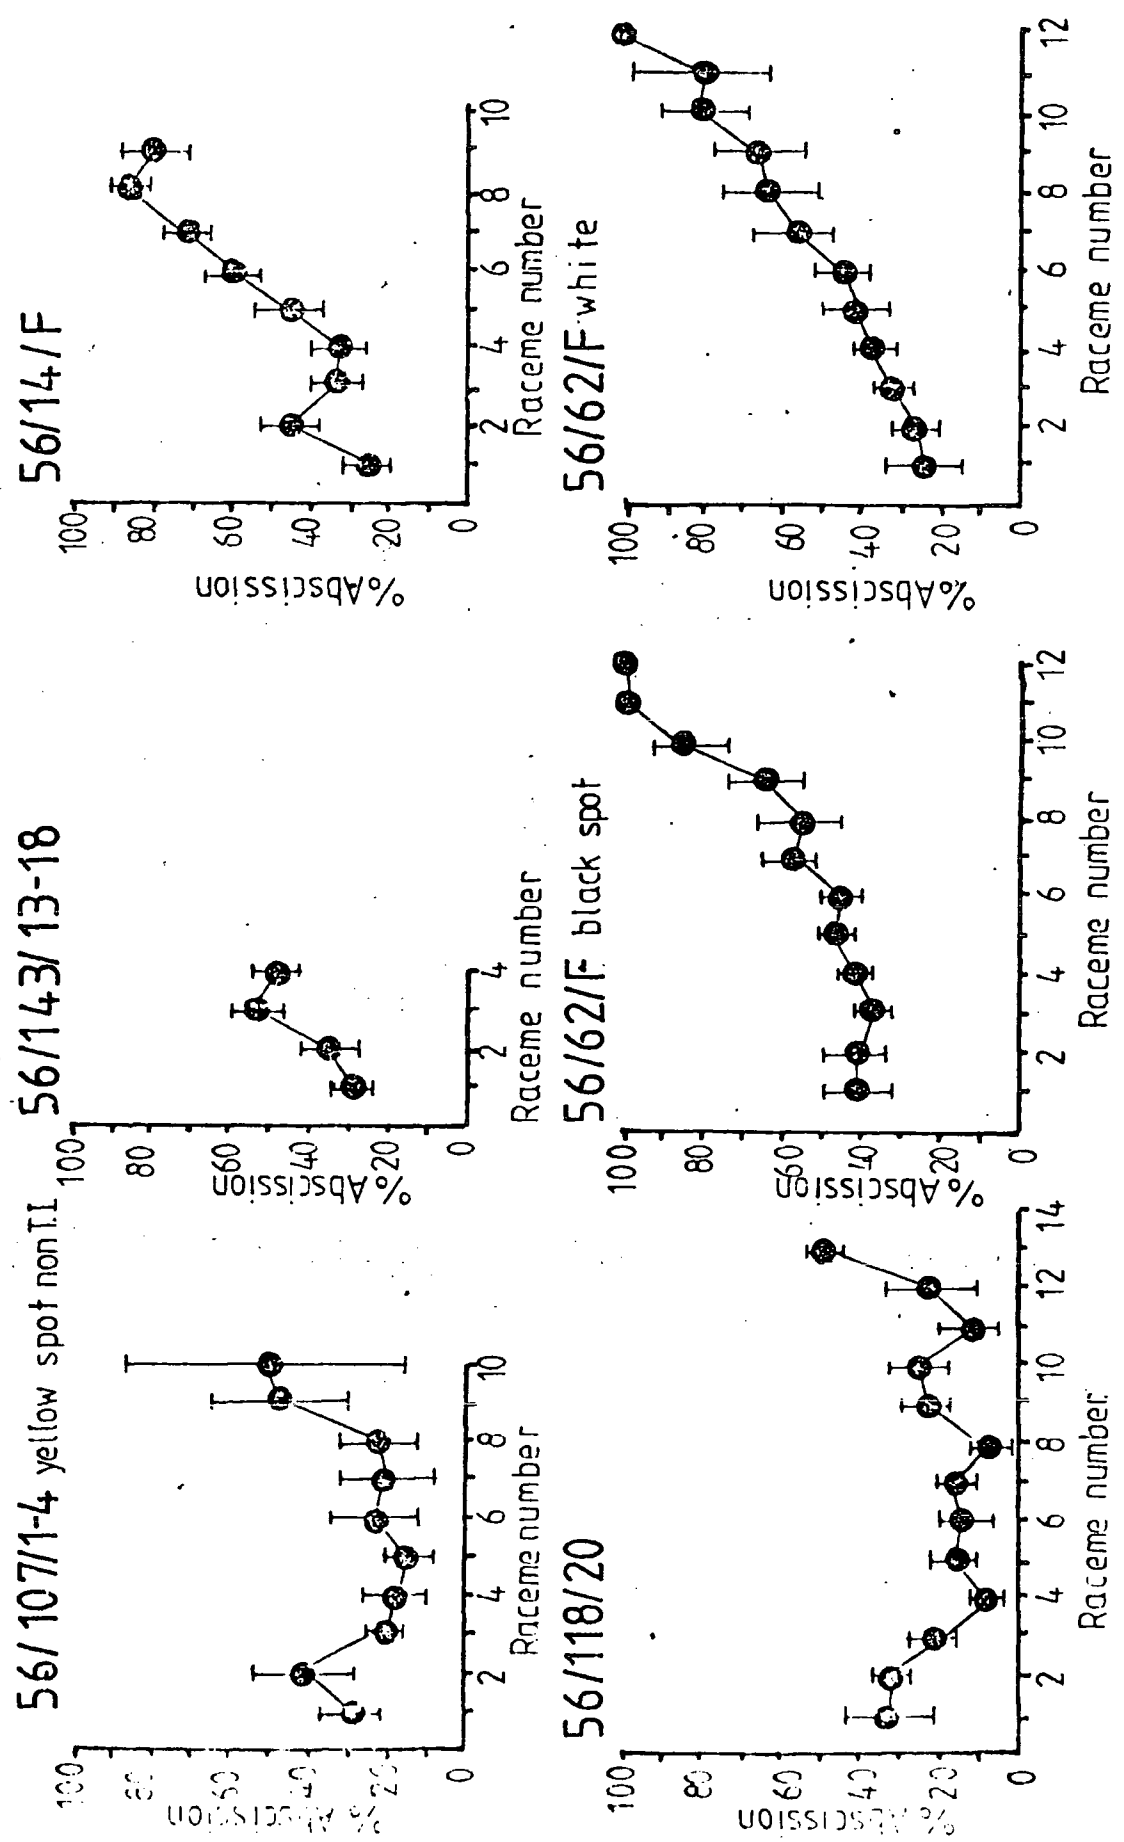 56/107/1-4 yellow spot non T.I
% Abscission
100
80
60
40
20
0
2 4 6 8 10
Raceme number
56/143/13-18
% Abscission
100
80
60
40
20
0
2 4
Raceme number
56/14/F
% Abscission
100
80
60
40
20
0
2 4 6 8 10
Raceme number
56/118/20
% Abscission
100
80
60
40
20
0
2 4 6 8 10 12 14
Raceme number
56/62/F black spot
% Abscission
100
80
60
40
20
0
2 4 6 8 10 12
Raceme number
56/62/F white
% Abscission
100
80
60
40
20
0
2 4 6 8 10 12
Raceme number